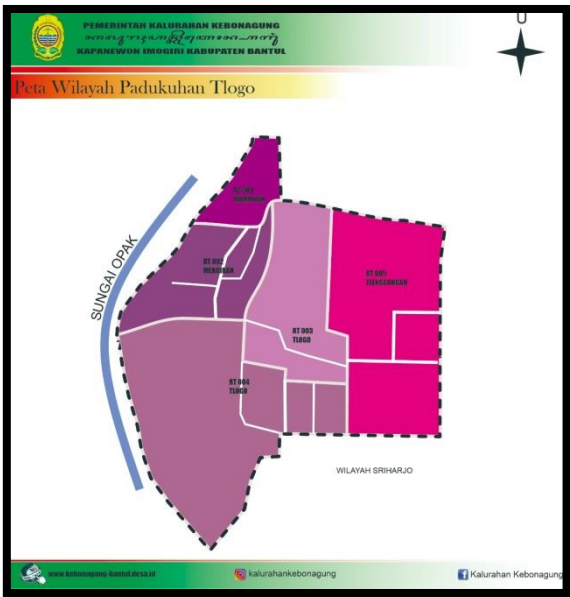 PEMERINTAH KALURAHAN KEBONAGUNG
KAPANEWON IMOGIRI KABUPATEN BANTUL
U
Peta Wilayah Padukuhan Tlogo
SUNGAI OPAK
RT 002
RT 005
JLENGGONGAN
RT 003
TLOGO
RT 004
TLOGO
WILAYAH SRIHARJO
www.kebonagung-bantul.desa.id
kalurahankebonagung
Kalurahan Kebonagung